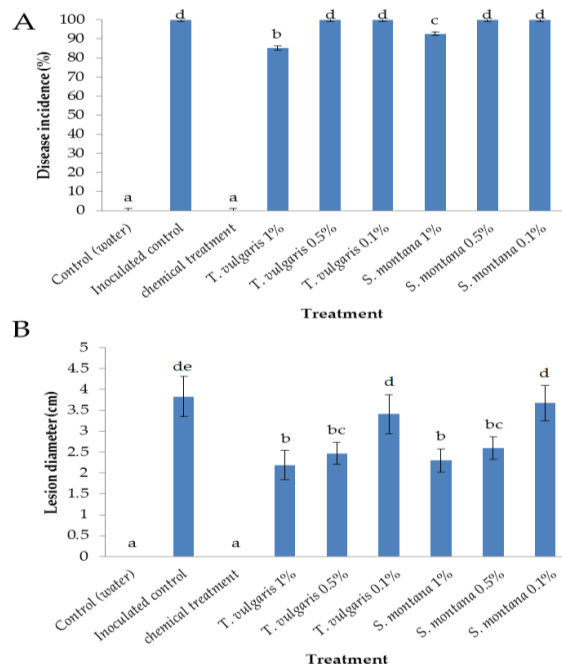 A
Disease incidence (%)
100
90
80
70
60
50
40
30
20
10
0
a
d
a
b
d
d
c
d
d
Control (water)
Inoculated control
chemical treatment
T. vulgaris 1%
T. vulgaris 0.5%
T. vulgaris 0.1%
S. montana 1%
S. montana 0.5%
S. montana 0.1%
Treatment
B
Lesion diameter (cm)
5
4.5
4
3.5
3
2.5
2
1.5
1
0.5
0
a
de
a
b
bc
d
b
bc
d
Control (water)
Inoculated control
chemical treatment
T. vulgaris 1%
T. vulgaris 0.5%
T. vulgaris 0.1%
S. montana 1%
S. montana 0.5%
S. montana 0.1%
Treatment